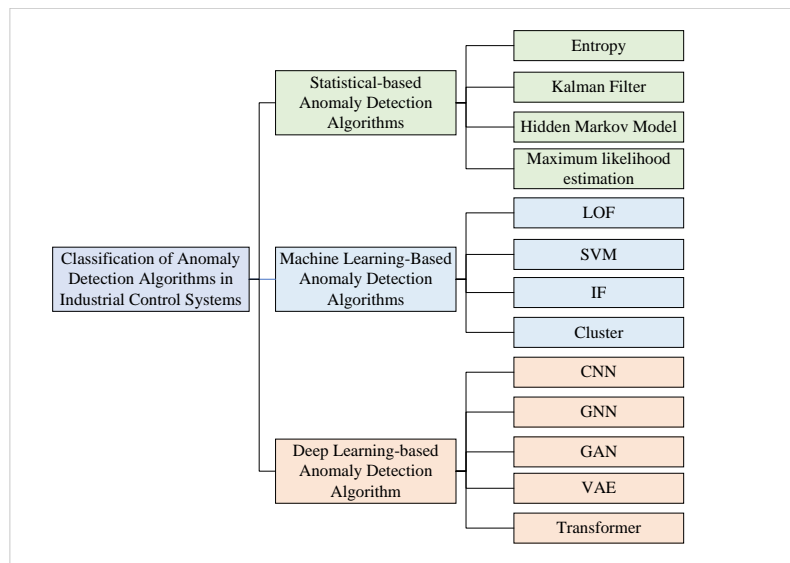 Classification of Anomaly
Detection Algorithms in
Industrial Control Systems
Statistical-based
Anomaly Detection
Algorithms
Entropy
Kalman Filter
Hidden Markov Model
Maximum likelihood
estimation
Machine Learning-Based
Anomaly Detection
Algorithms
LOF
SVM
IF
Cluster
Deep Learning-based
Anomaly Detection
Algorithm
CNN
GNN
GAN
VAE
Transformer